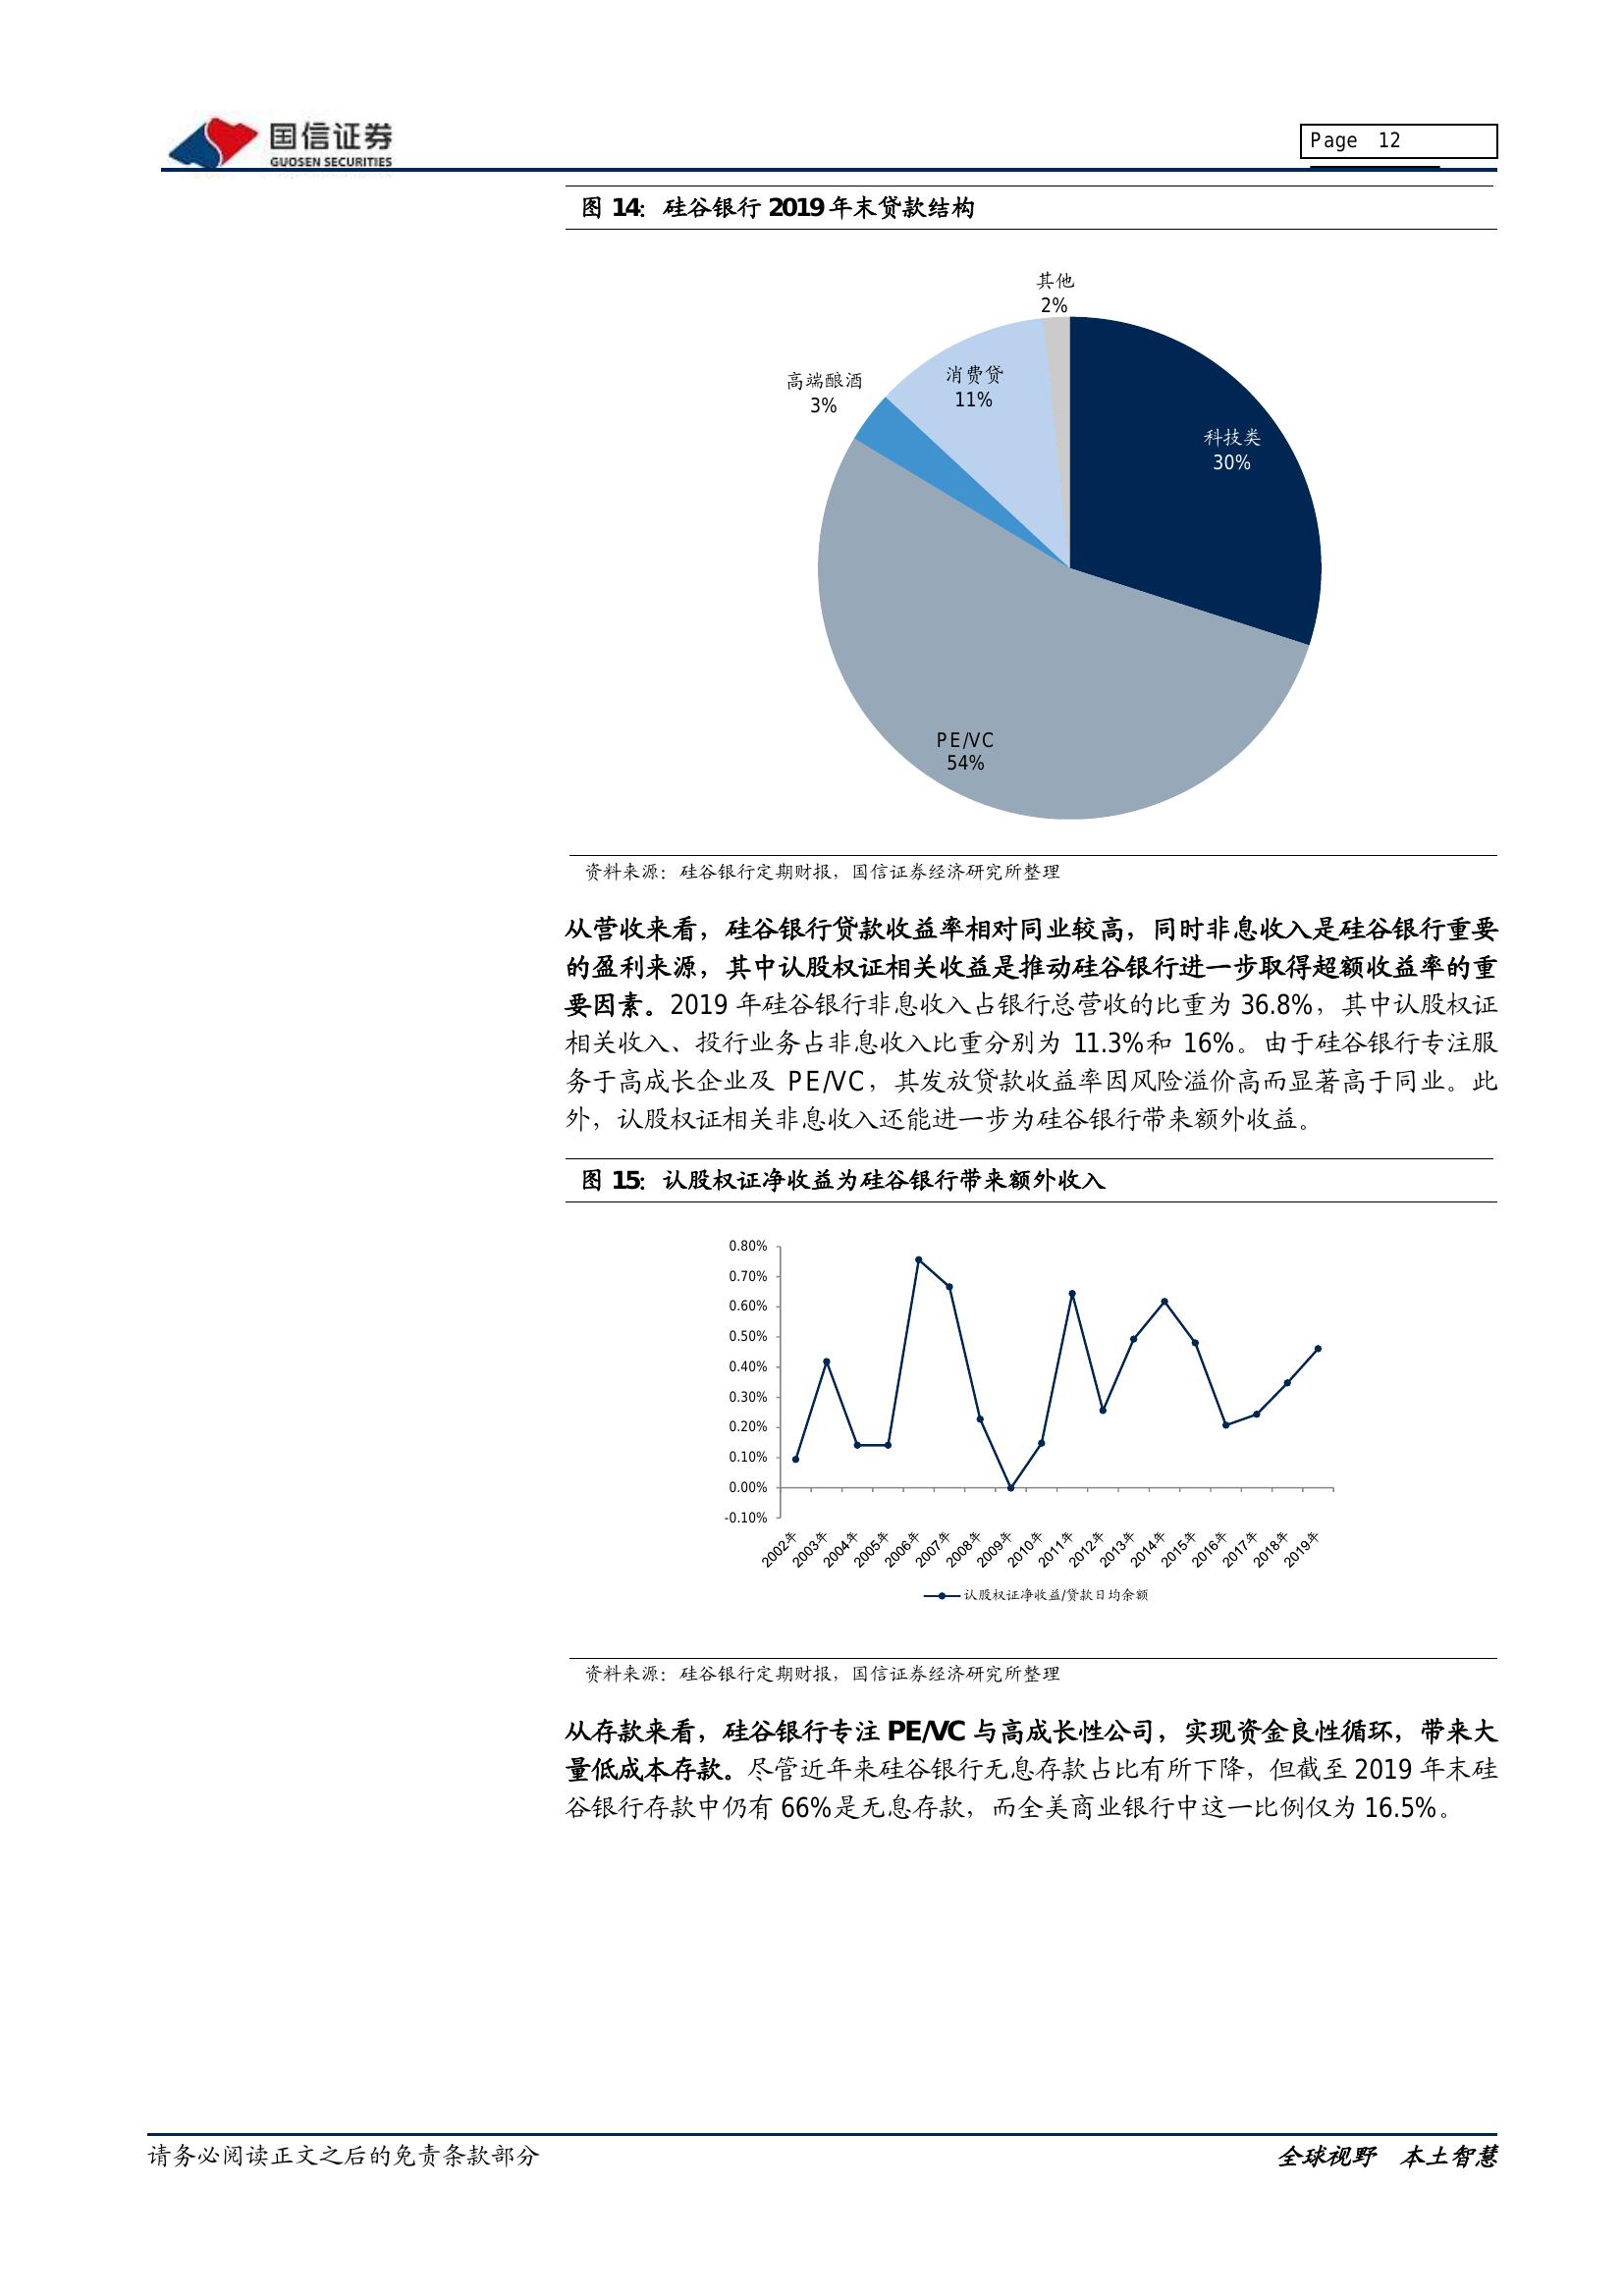 国信证券
GUOSEN SECURITIES
Page 12
图 14：硅谷银行 2019 年末贷款结构
其他
2%
高端酿酒
3%
消费贷
11%
科技类
30%
PE/VC
54%
资料来源：硅谷银行定期财报，国信证券经济研究所整理
从营收来看，硅谷银行贷款收益率相对同业较高，同时非息收入是硅谷银行重要
的盈利来源，其中认股权证相关收益是推动硅谷银行进一步取得超额收益率的重
要因素。2019 年硅谷银行非息收入占银行总营收的比重为 36.8%，其中认股权证
相关收入、投行业务占非息收入比重分别为 11.3%和 16%。由于硅谷银行专注服
务于高成长企业及 PE/VC，其发放贷款收益率因风险溢价高而显著高于同业。此
外，认股权证相关非息收入还能进一步为硅谷银行带来额外收益。
图 15：认股权证净收益为硅谷银行带来额外收入
0.80%
0.70%
0.60%
0.50%
0.40%
0.30%
0.20%
0.10%
0.00%
-0.10%
2002年 2003年 2004年 2005年 2006年 2007年 2008年 2009年 2010年 2011年 2012年 2013年 2014年 2015年 2016年 2017年 2018年 2019年
认股权证净收益/贷款日均余额
资料来源：硅谷银行定期财报，国信证券经济研究所整理
从存款来看，硅谷银行专注 PE/VC 与高成长性公司，实现资金良性循环，带来大
量低成本存款。尽管近年来硅谷银行无息存款占比有所下降，但截至 2019 年末硅
谷银行存款中仍有 66%是无息存款，而全美商业银行中这一比例仅为 16.5%。
请务必阅读正文之后的免责条款部分
全球视野 本土智慧